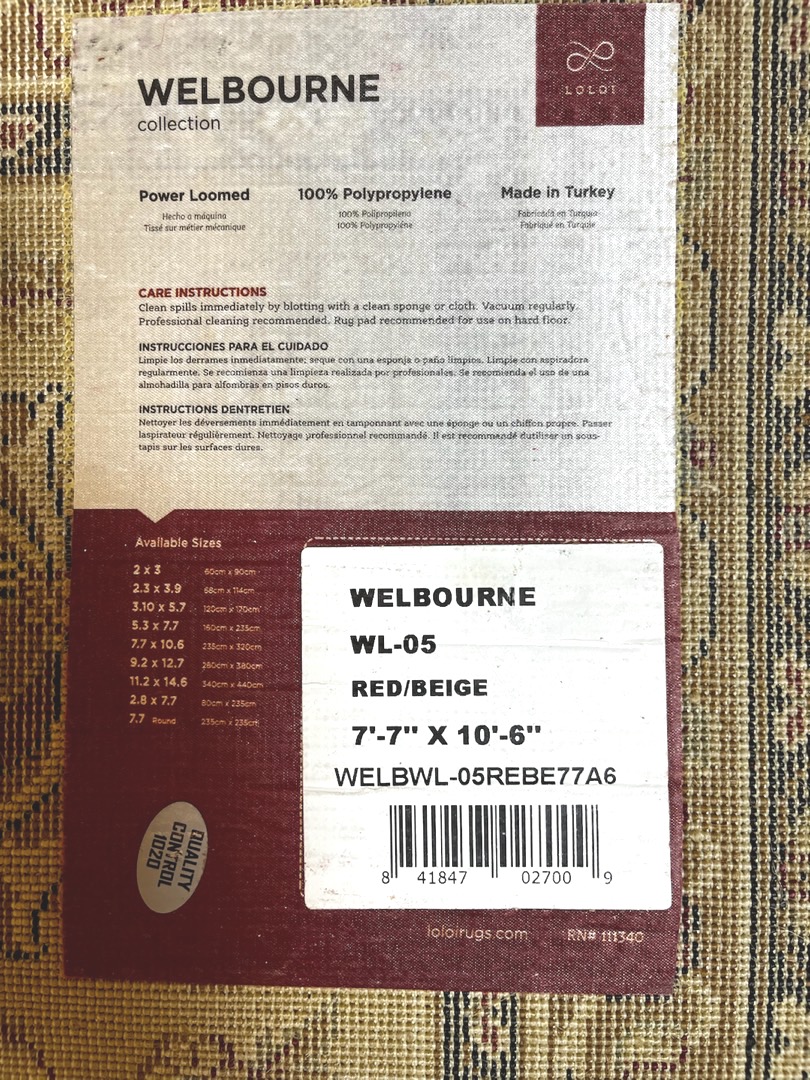 LOLOI
WELBOURNE
collection
Power Loomed
Hecho a máquina
Tissé sur métier mécanique
100% Polypropylene
100% Polipropileno
100% Polypropylène
Made in Turkey
Fabricada en Turquía
Fabriqué en Turquie
CARE INSTRUCTIONS
Clean spills immediately by blotting with a clean sponge or cloth. Vacuum regularly.
Professional cleaning recommended. Rug pad recommended for use on hard floor.
INSTRUCCIONES PARA EL CUIDADO
Limpie los derrames inmediatamente; seque con una esponja o paño limpios. Limpie con aspiradora
regularmente. Se recomienza una limpieza realizada por profesionales. Se recomienda el uso de una
almohadilla para alfombras en pisos duros.
INSTRUCTIONS DENTRETIEN
Nettoyer les déversements immédiatement en tamponnant avec une éponge ou un chiffon propre. Passer
laspirateur régulièrement. Nettoyage professionnel recommandé. Il est recommandé dutiliser un sous-
tapis sur les surfaces dures.
Available Sizes
2 x 3 60cm x 90cm
2.3 x 3.9 68cm x 114cm
3.10 x 5.7 120cm x 170cm
5.3 x 7.7 160cm x 235cm
7.7 x 10.6 235cm x 320cm
9.2 x 12.7 280cm x 380cm
11.2 x 14.6 340cm x 440cm
2.8 x 7.7 80cm x 235cm
7.7 Round 235cm x 235cm
WELBOURNE
WL-05
RED/BEIGE
7'-7" X 10'-6"
WELBWL-05REBE77A6
8 41847 02700 9
QUALITY
CONTROL
1020
loloirugs.com RN# 111340